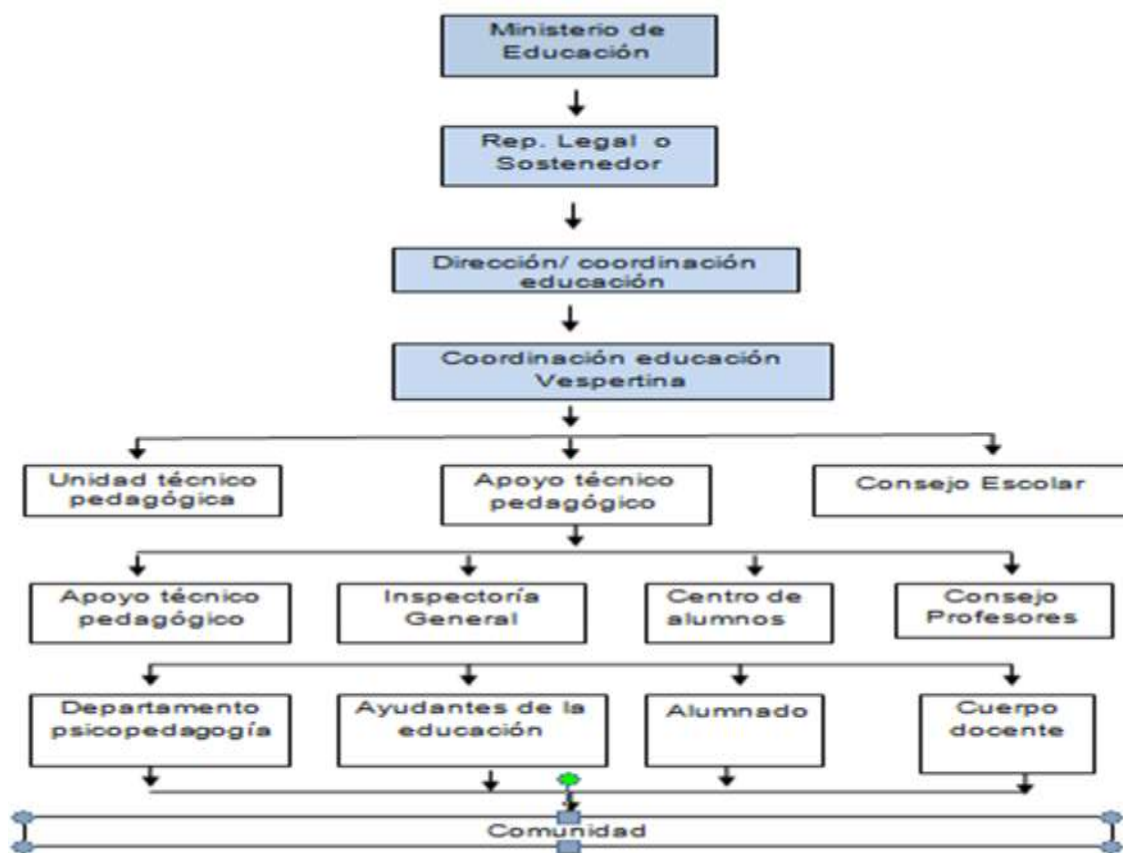 Ministerio de
Educación
Rep. Legal o
Sostenedor
Dirección/ coordinación
educación
Coordinación educación
Vespertina
Unidad técnico
pedagógica
Apoyo técnico
pedagógico
Consejo Escolar
Apoyo técnico
pedagógico
Inspectoría
General
Centro de
alumnos
Consejo
Profesores
Departamento
psicopedagogía
Ayudantes de la
educación
Alumnado
Cuerpo
docente
Comunidad